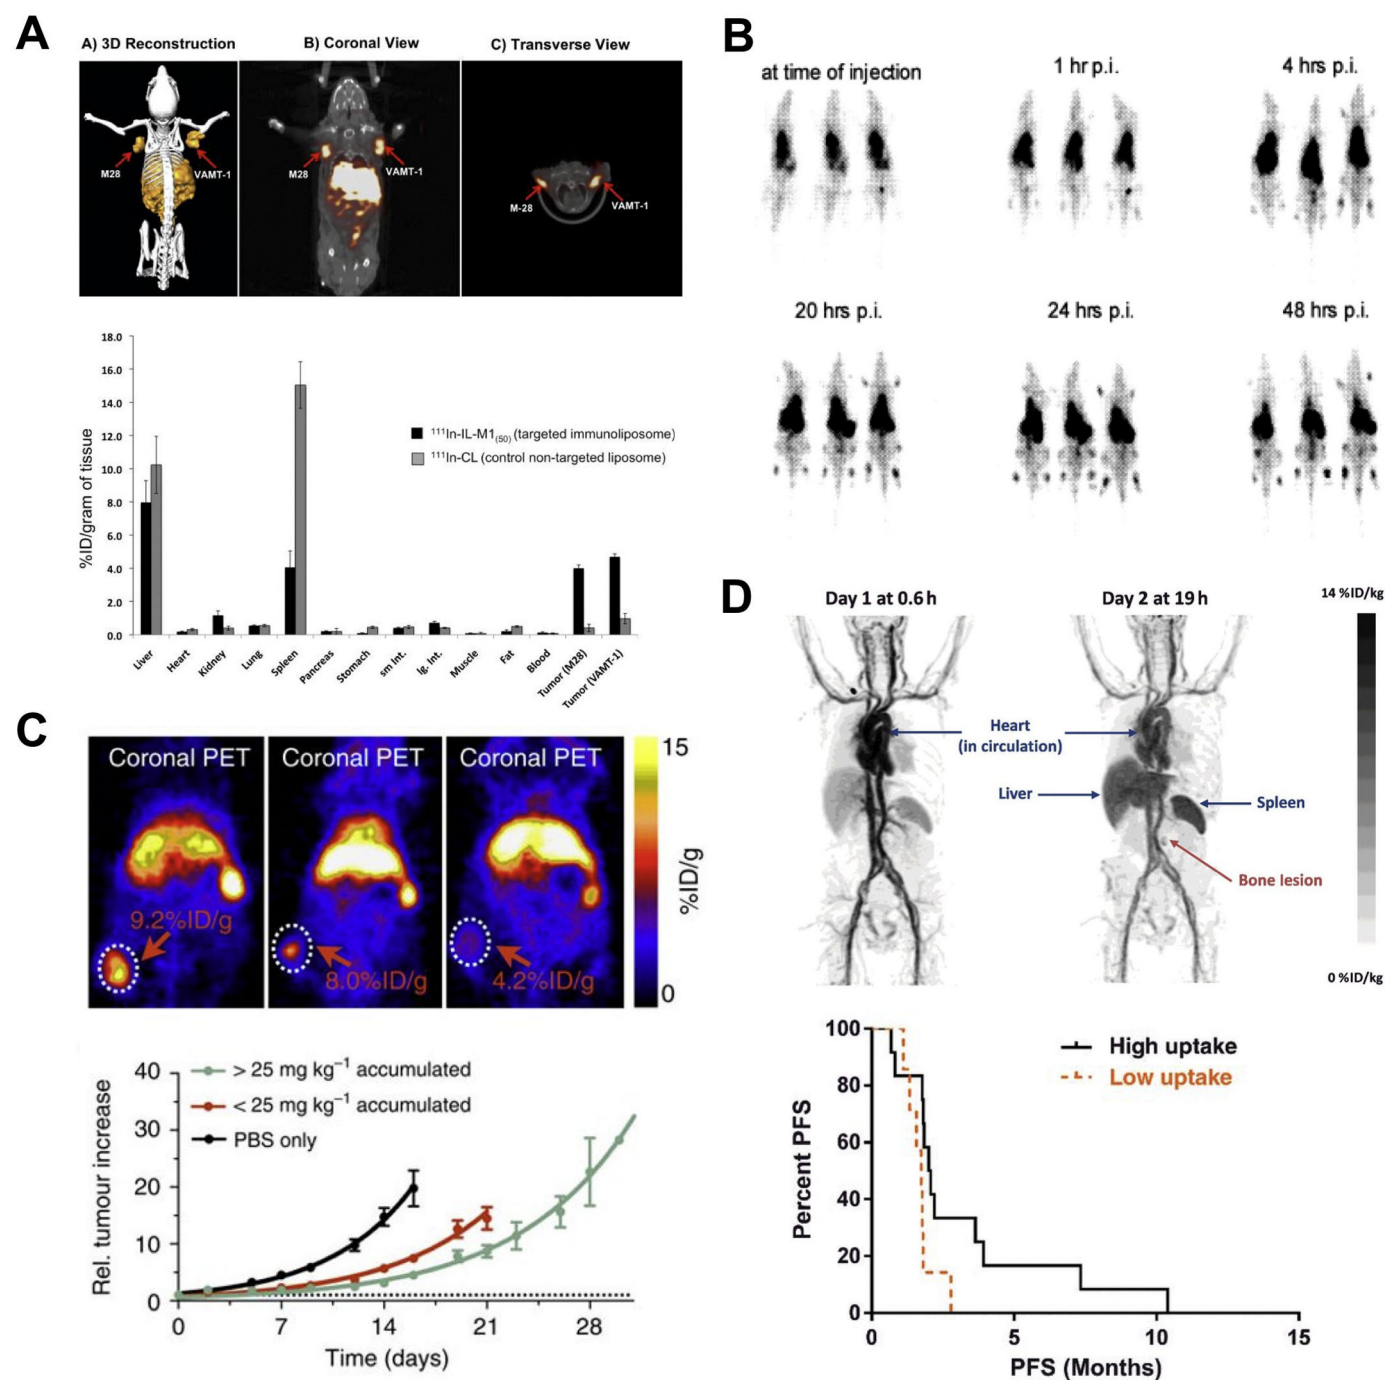 A
A) 3D Reconstruction
B) Coronal View
C) Transverse View
M28
VAMT-1
M28
VAMT-1
M-28
VAMT-1
18.0
16.0
14.0
12.0
10.0
8.0
6.0
4.0
2.0
0.0
%ID/gram of tissue
¹¹¹In-IL-M1₍₅₀₎ (targeted immunoliposome)
¹¹¹In-CL (control non-targeted liposome)
Liver
Heart
Kidney
Lung
Spleen
Pancreas
Stomach
sm Int.
lg. Int.
Muscle
Fat
Blood
Tumor (M28)
Tumor (VAMT-1)
B
at time of injection
1 hr p.i.
4 hrs p.i.
20 hrs p.i.
24 hrs p.i.
48 hrs p.i.
C
Coronal PET
Coronal PET
Coronal PET
9.2%ID/g
8.0%ID/g
4.2%ID/g
15
%ID/g
0
40
30
20
10
0
Rel. tumour increase
> 25 mg kg⁻¹ accumulated
< 25 mg kg⁻¹ accumulated
PBS only
0
7
14
21
28
Time (days)
D
Day 1 at 0.6 h
Day 2 at 19 h
14 %ID/kg
Heart
(in circulation)
Liver
Spleen
Bone lesion
0 %ID/kg
100
80
60
40
20
0
Percent PFS
High uptake
Low uptake
0
5
10
15
PFS (Months)